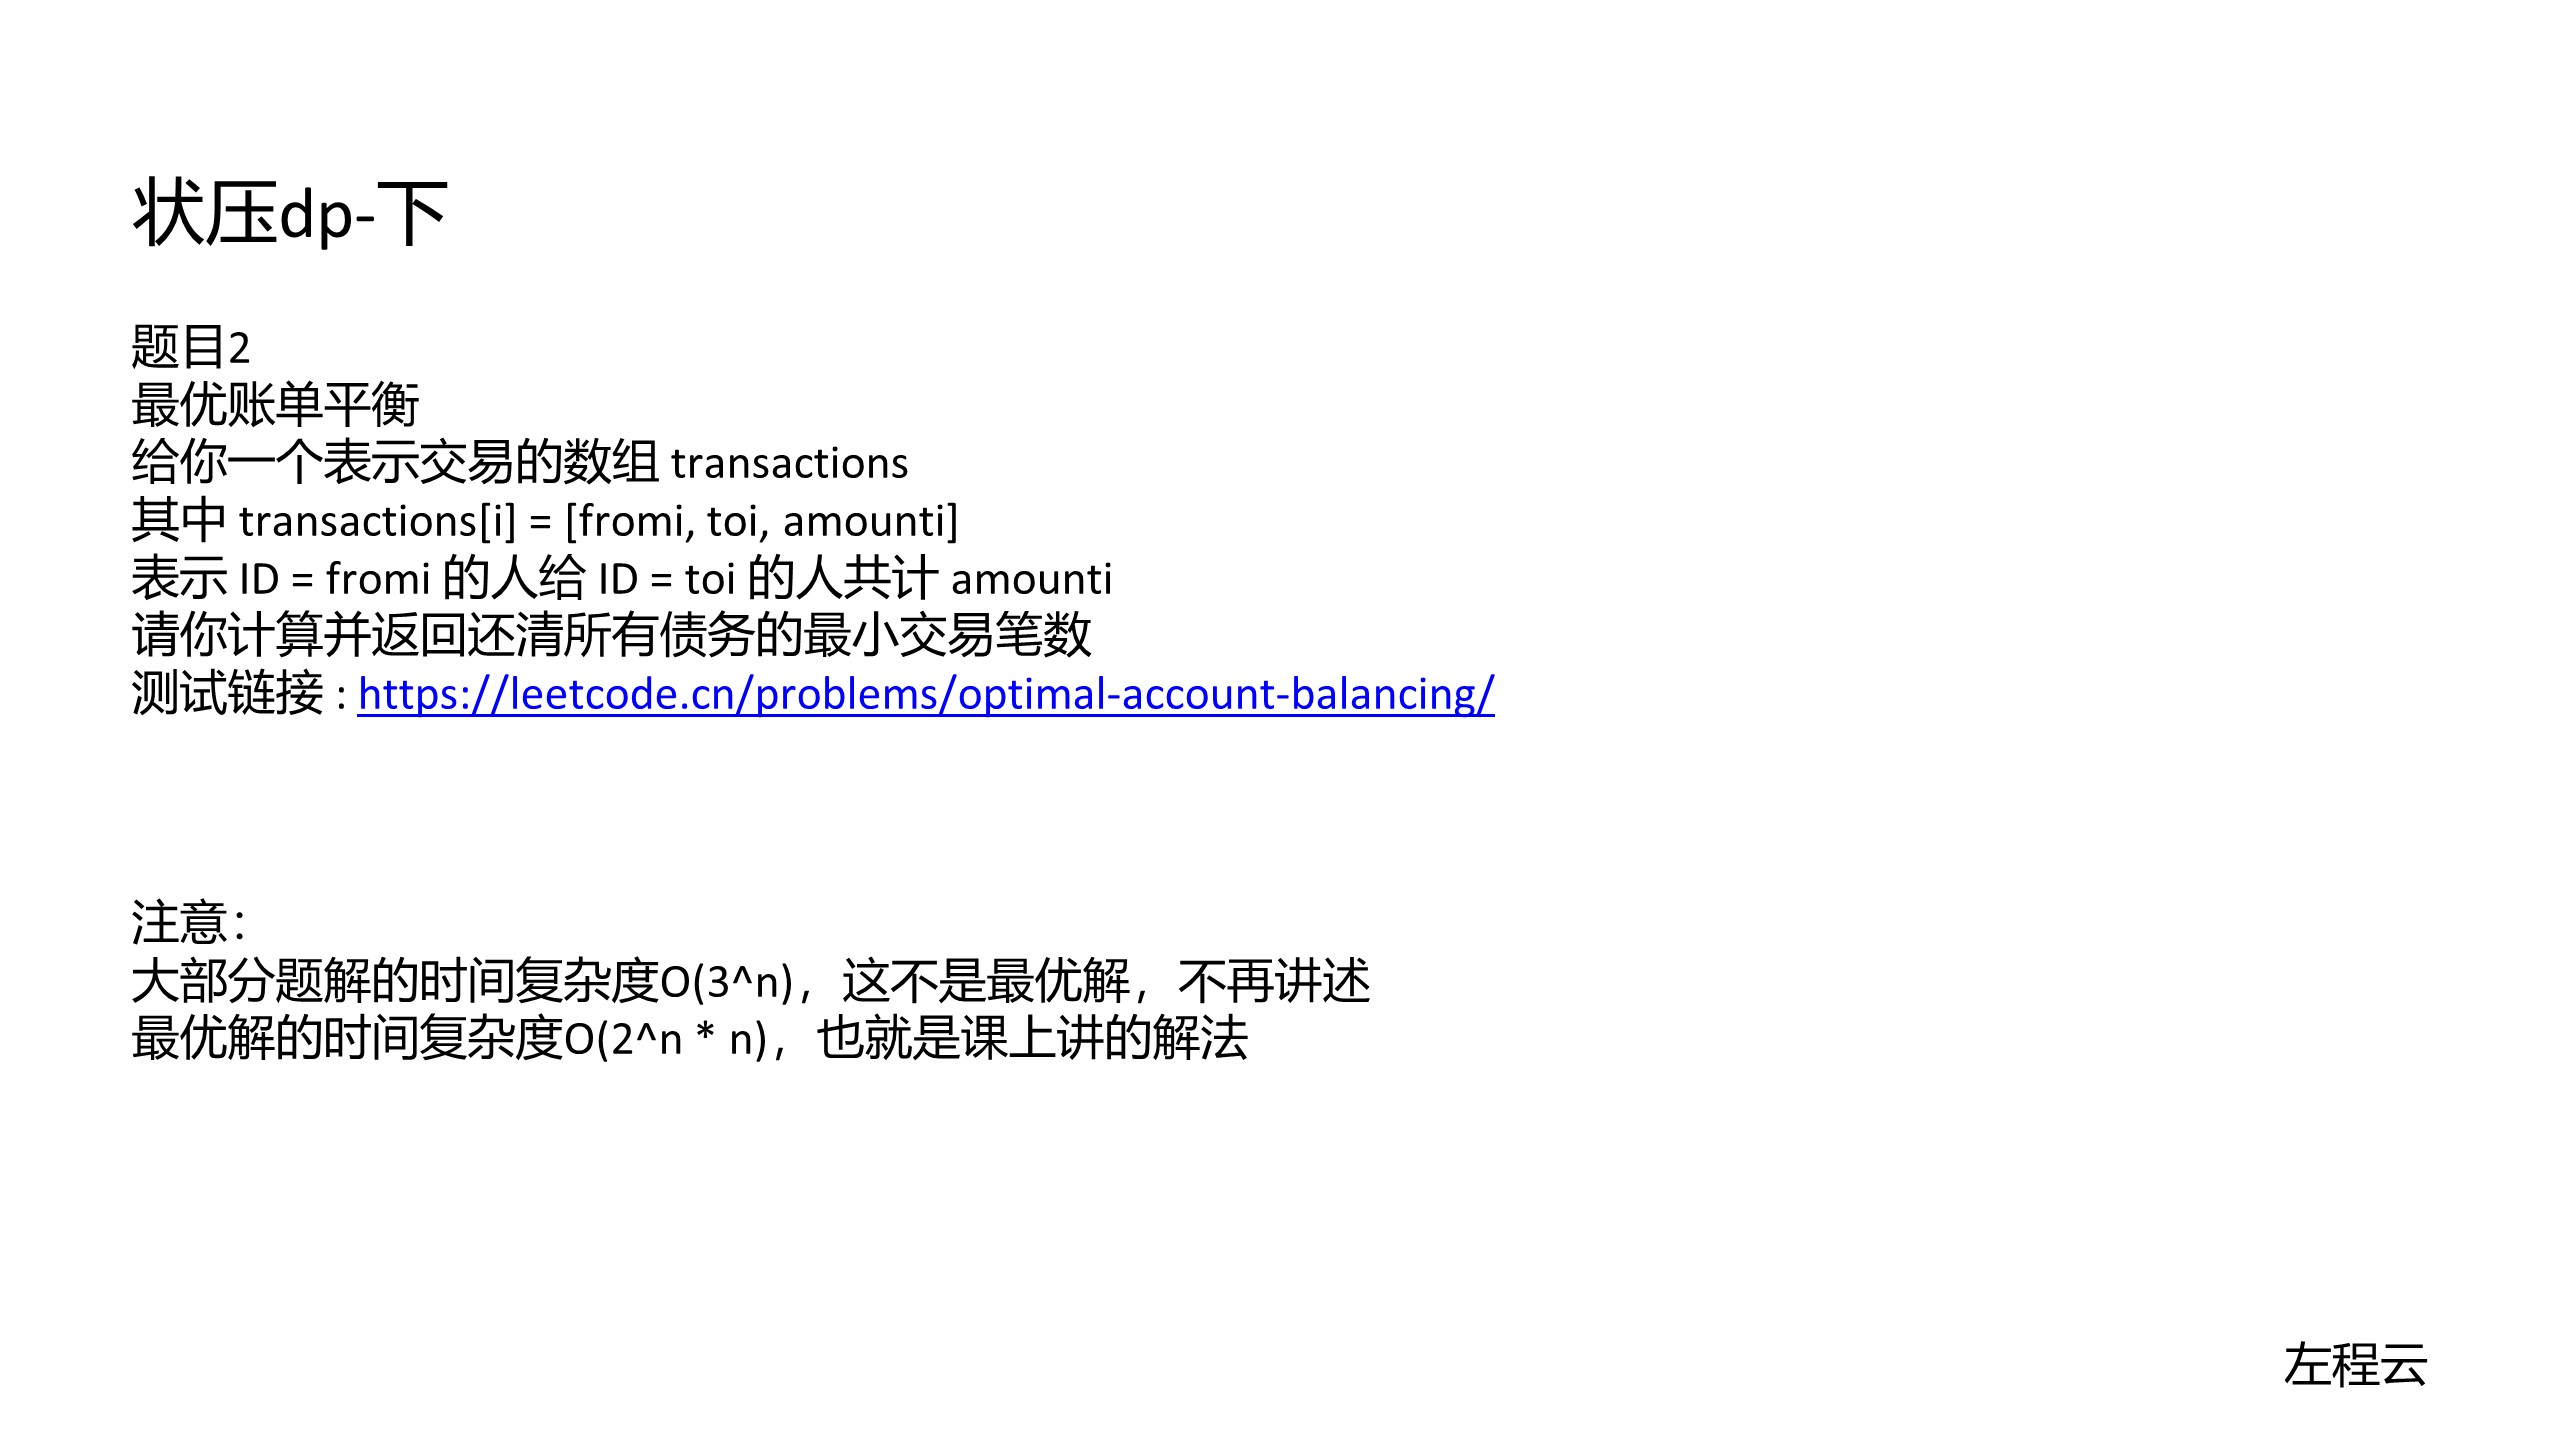 状压dp-下
题目2
最优账单平衡
给你一个表示交易的数组 transactions
其中 transactions[i] = [fromi, toi, amounti]
表示 ID = fromi 的人给 ID = toi 的人共计 amounti
请你计算并返回还清所有债务的最小交易笔数
测试链接 : https://leetcode.cn/problems/optimal-account-balancing/
注意：
大部分题解的时间复杂度O(3^n)，这不是最优解，不再讲述
最优解的时间复杂度O(2^n * n)，也就是课上讲的解法
左程云